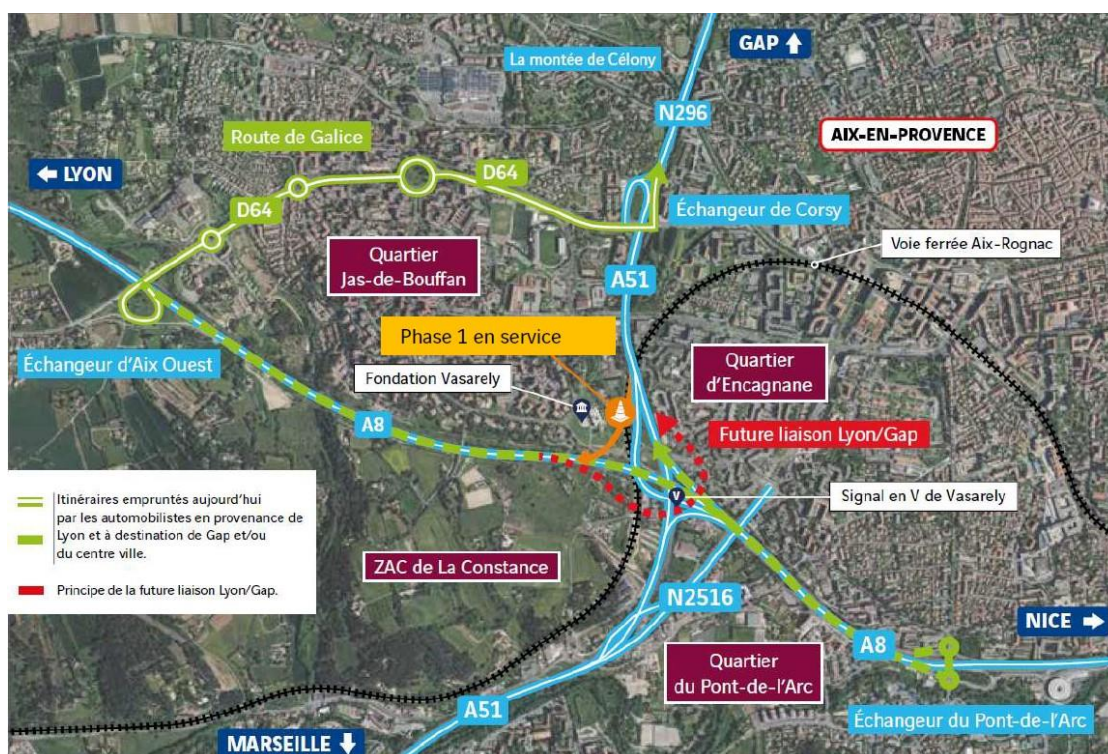 GAP
La montée de Célony
N296
AIX-EN-PROVENCE
Route de Galice
LYON
D64
D64
Échangeur de Corsy
Quartier
Jas-de-Bouffan
Voie ferrée Aix-Rognac
A51
Phase 1 en service
Échangeur d'Aix Ouest
Fondation Vasarely
Quartier
d'Encagnane
A8
Future liaison Lyon/Gap
Itinéraires empruntés aujourd'hui
par les automobilistes en provenance de
Lyon et à destination de Gap et/ou
du centre ville.
Principe de la future liaison Lyon/Gap.
V
Signal en V de Vasarely
ZAC de La Constance
N2516
NICE
A8
Quartier
du Pont-de-l'Arc
A51
Échangeur du Pont-de-l'Arc
MARSEILLE